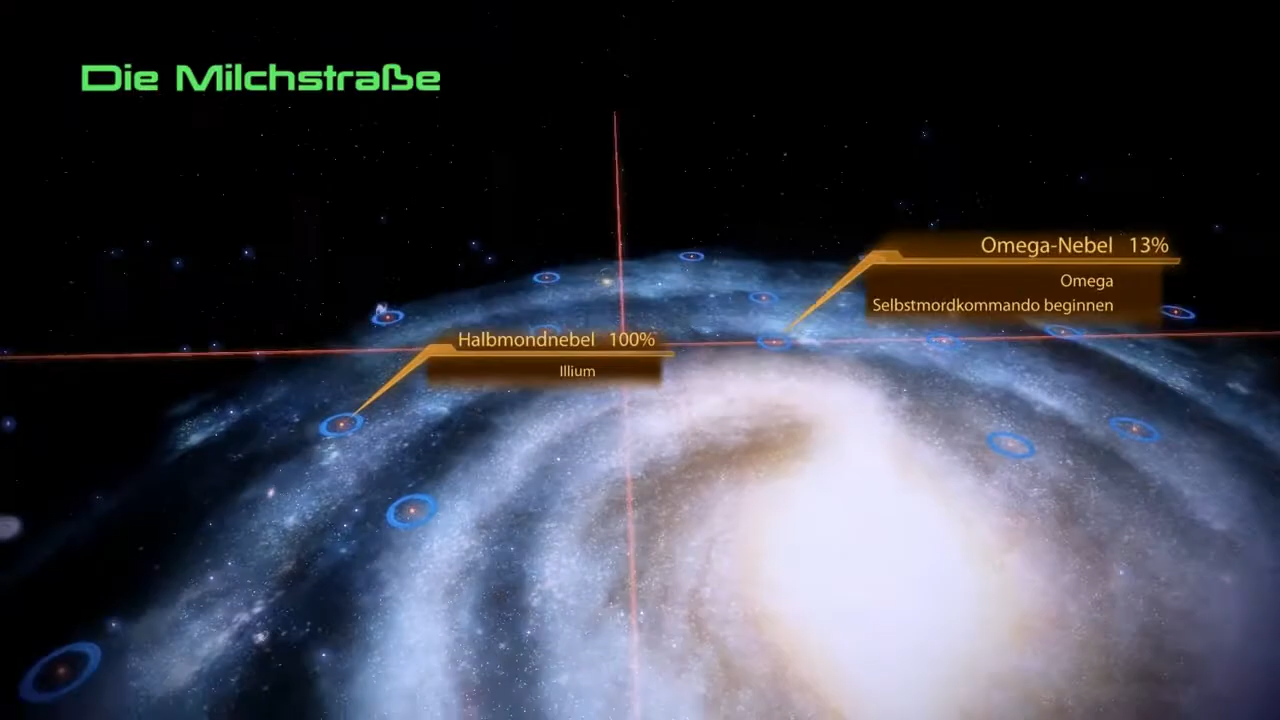 Die Milchstraße
Omega-Nebel 13%
Omega
Selbstmordkommando beginnen
Halbmondnebel 100%
Illium